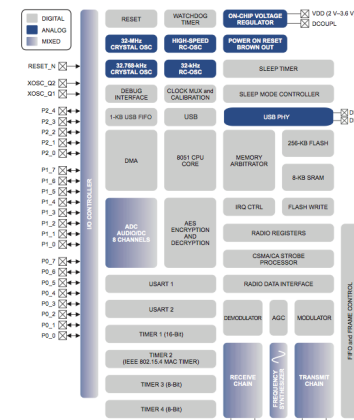 DIGITAL
ANALOG
MIXED
RESET
WATCHDOG
TIMER
ON-CHIP VOLTAGE
REGULATOR
VDD (2 V–3.6 V
DCOUPL
32-MHz
CRYSTAL OSC
HIGH-SPEED
RC-OSC
POWER ON RESET
BROWN OUT
RESET_N
XOSC_Q2
XOSC_Q1
32.768-kHz
CRYSTAL OSC
32-kHz
RC-OSC
SLEEP TIMER
DEBUG
INTERFACE
CLOCK MUX and
CALIBRATION
SLEEP MODE CONTROLLER
P2_4
P2_3
P2_2
P2_1
P2_0
1-KB USB FIFO
USB
USB PHY
D
D
P1_7
P1_6
P1_5
P1_4
P1_3
P1_2
P1_1
P1_0
I/O CONTROLLER
DMA
8051 CPU
CORE
MEMORY
ARBITRATOR
256-KB FLASH
8-KB SRAM
ADC
AUDIO/DC
8 CHANNELS
AES
ENCRYPTION
AND
DECRYPTION
IRQ CTRL
FLASH WRITE
RADIO REGISTERS
CSMA/CA STROBE
PROCESSOR
P0_7
P0_6
P0_5
P0_4
P0_3
P0_2
P0_1
P0_0
USART 1
USART 2
TIMER 1 (16-Bit)
TIMER 2
(IEEE 802.15.4 MAC TIMER)
TIMER 3 (8-Bit)
TIMER 4 (8-Bit)
RADIO DATA INTERFACE
DEMODULATOR
AGC
MODULATOR
RECEIVE
CHAIN
FREQUENCY
SYNTHESIZER
TRANSMIT
CHAIN
FIFO and FRAME CONTROL